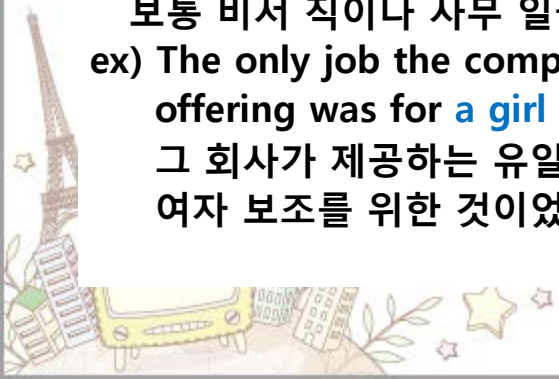 보통 비서 직이나 사무 일
ex) The only job the comp
offering was for a girl
그 회사가 제공하는 유일
여자 보조를 위한 것이었